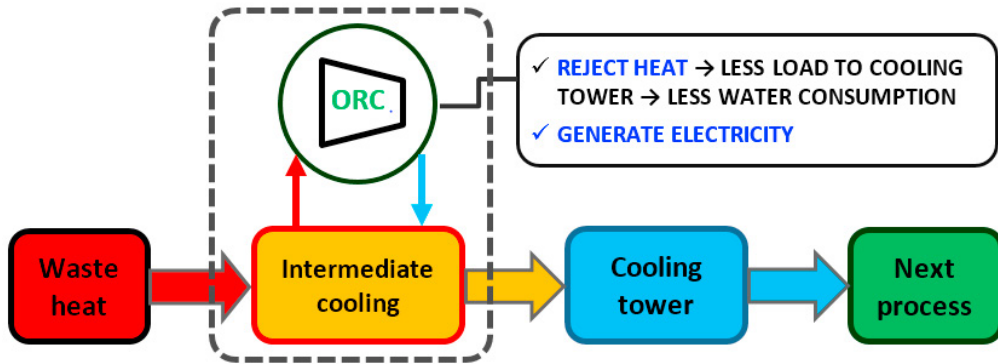 ORC
✓ REJECT HEAT → LESS LOAD TO COOLING
TOWER → LESS WATER CONSUMPTION
✓ GENERATE ELECTRICITY
Waste
heat
Intermediate
cooling
Cooling
tower
Next
process